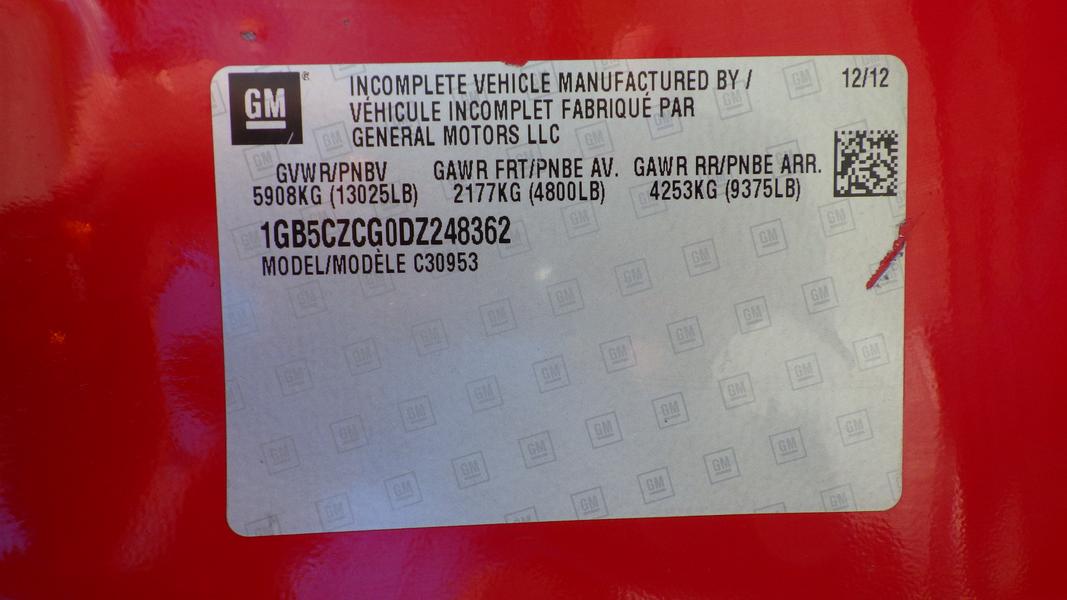 GM ®
INCOMPLETE VEHICLE MANUFACTURED BY /
VÉHICULE INCOMPLET FABRIQUÉ PAR
GENERAL MOTORS LLC
12/12
GVWR/PNBV GAWR FRT/PNBE AV. GAWR RR/PNBE ARR.
5908KG (13025LB) 2177KG (4800LB) 4253KG (9375LB)
1GB5CZCG0DZ248362
MODEL/MODÈLE C30953